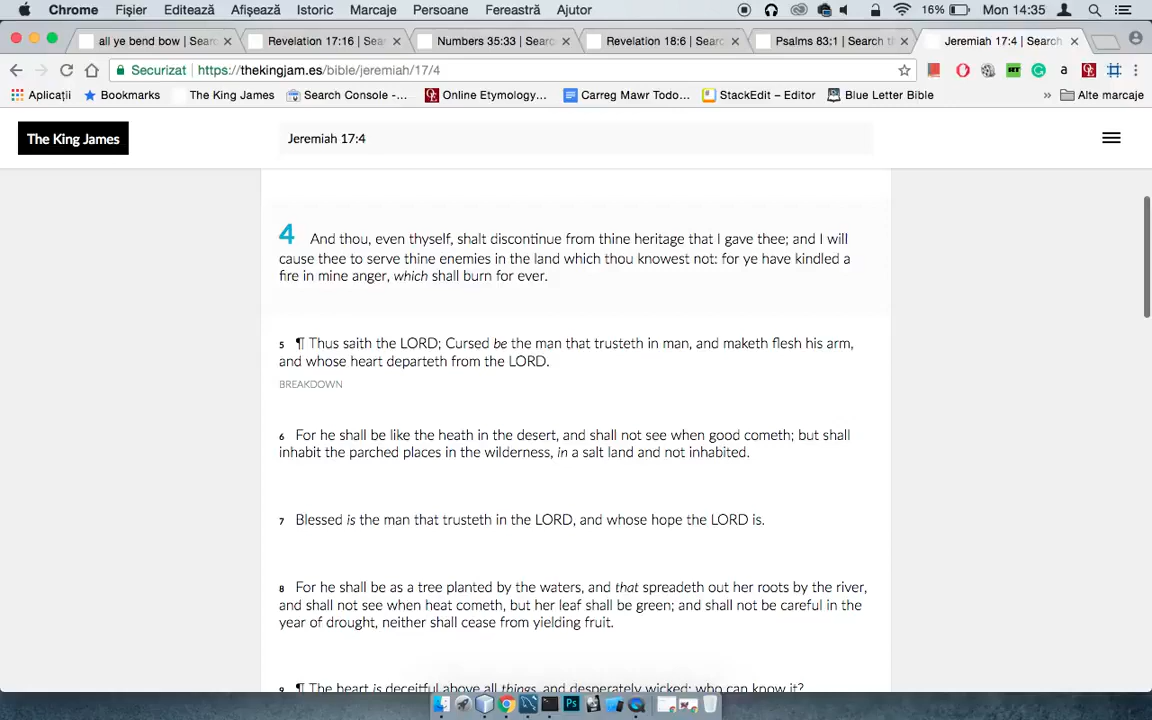 Chrome Fișier Editează Afișează Istoric Marcaje Persoane Fereastră Ajutor 16% Mon 14:35
all ye bend bow | Sear Revelation 17:16 | Sea Numbers 35:33 | Searc Revelation 18:6 | Searc Psalms 83:1 | Search t Jeremiah 17:4 | Search
Securizat https://thekingjam.es/bible/jeremiah/17/4
Aplicații Bookmarks The King James Search Console -... Online Etymology... Carreg Mawr Todo... StackEdit – Editor Blue Letter Bible » Alte marcaje
The King James Jeremiah 17:4
4 And thou, even thyself, shalt discontinue from thine heritage that I gave thee; and I will
cause thee to serve thine enemies in the land which thou knowest not: for ye have kindled a
fire in mine anger, which shall burn for ever.
5 ¶ Thus saith the LORD; Cursed be the man that trusteth in man, and maketh flesh his arm,
and whose heart departeth from the LORD.
BREAKDOWN
6 For he shall be like the heath in the desert, and shall not see when good cometh; but shall
inhabit the parched places in the wilderness, in a salt land and not inhabited.
7 Blessed is the man that trusteth in the LORD, and whose hope the LORD is.
8 For he shall be as a tree planted by the waters, and that spreadeth out her roots by the river,
and shall not see when heat cometh, but her leaf shall be green; and shall not be careful in the
year of drought, neither shall cease from yielding fruit.
9 ¶ The heart is deceitful above all things, and desperately wicked: who can know it?
Ps